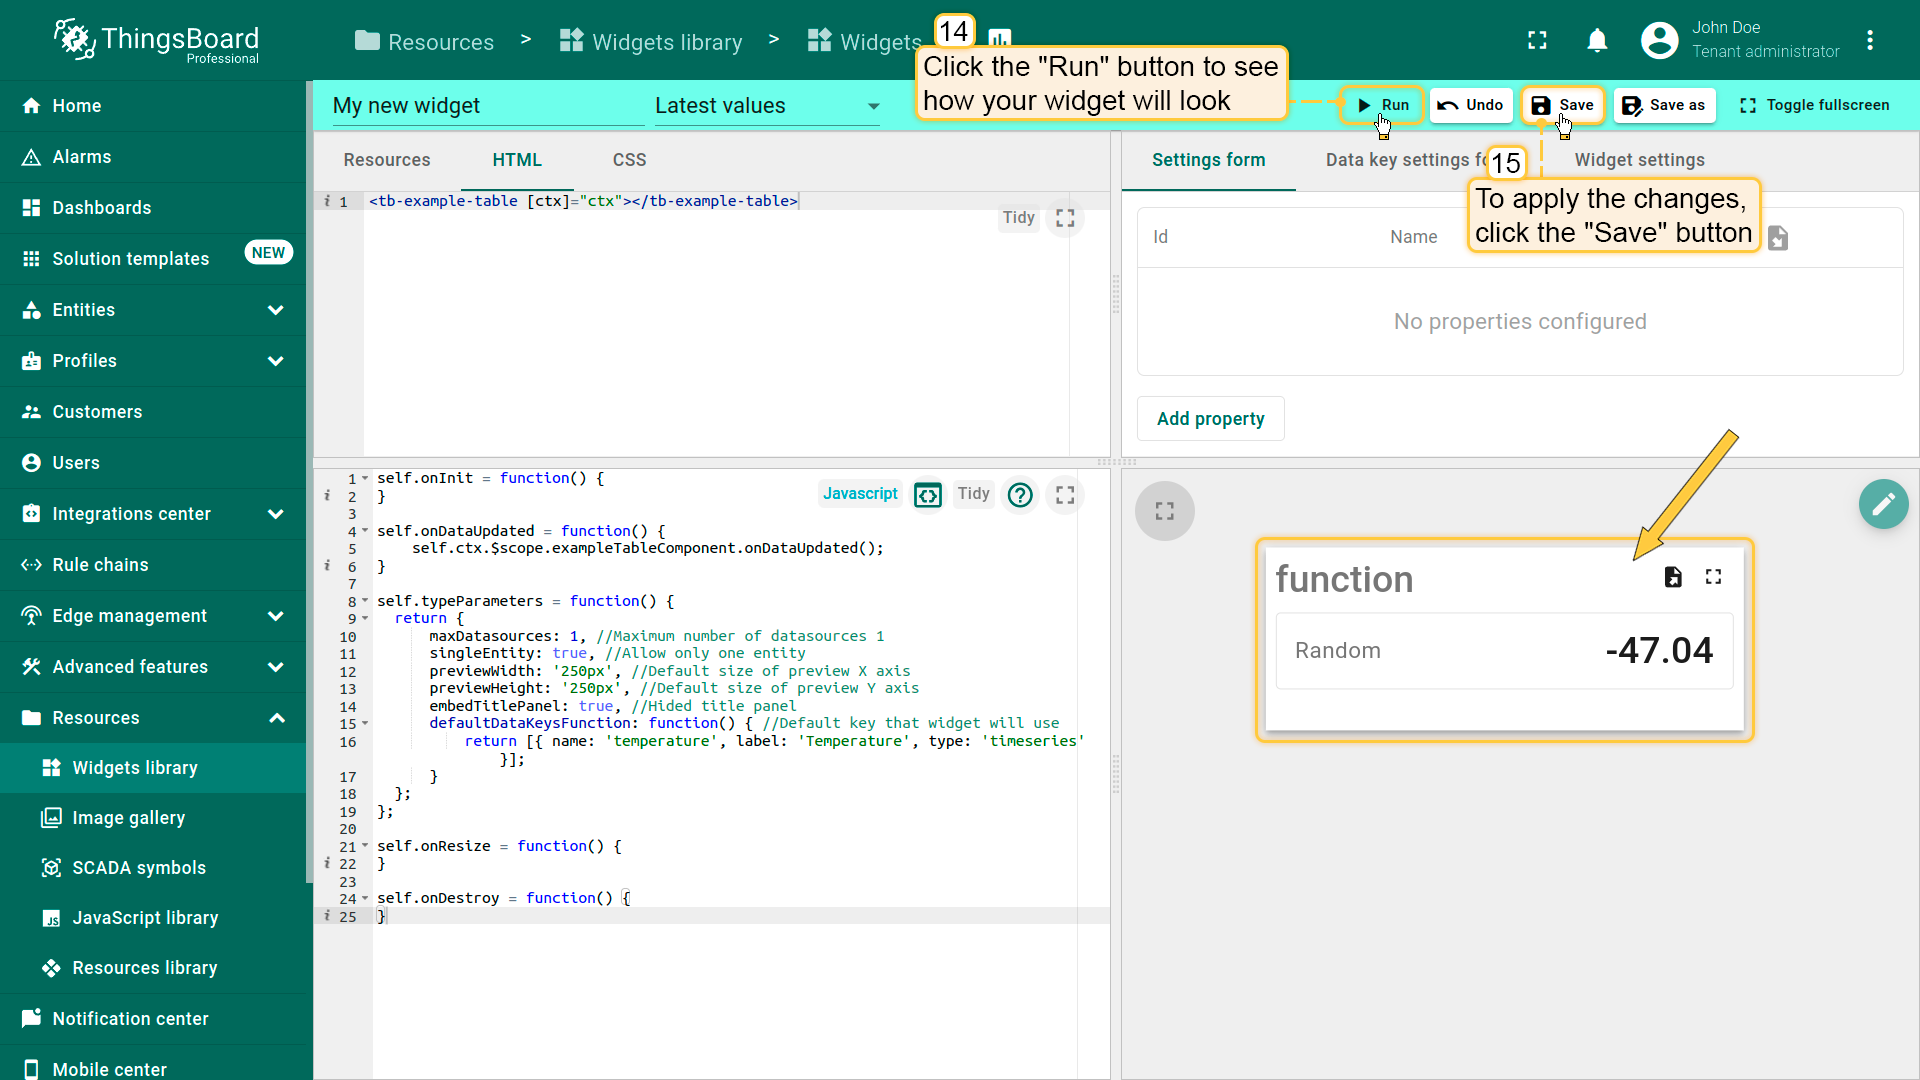 ThingsBoard
Professional
Resources > Widgets library > Widgets
14
Click the "Run" button to see
how your widget will look
John Doe
Tenant administrator
Home
Alarms
Dashboards
Solution templates NEW
Entities
Profiles
Customers
Users
Integrations center
Rule chains
Edge management
Advanced features
Resources
Widgets library
Image gallery
SCADA symbols
JS JavaScript library
Resources library
Notification center
Mobile center
My new widget Latest values
Run Undo Save Save as Toggle fullscreen
Resources HTML CSS
i 1 <tb-example-table [ctx]="ctx"></tb-example-table>
Tidy
Settings form Data key settings fo Widget settings
15
To apply the changes,
click the "Save" button
Id Name
No properties configured
Add property
Javascript Tidy
1 self.onInit = function() {
i 2 }
3
4 self.onDataUpdated = function() {
5 self.ctx.$scope.exampleTableComponent.onDataUpdated();
i 6 }
7
8 self.typeParameters = function() {
9 return {
10 maxDatasources: 1, //Maximum number of datasources 1
11 singleEntity: true, //Allow only one entity
12 previewWidth: '250px', //Default size of preview X axis
13 previewHeight: '250px', //Default size of preview Y axis
14 embedTitlePanel: true, //Hided title panel
15 defaultDataKeysFunction: function() { //Default key that widget will use
16 return [{ name: 'temperature', label: 'Temperature', type: 'timeseries'
}];
17 }
18 };
19 };
20
21 self.onResize = function() {
i 22 }
23
24 self.onDestroy = function() {
i 25 }
function
Random -47.04